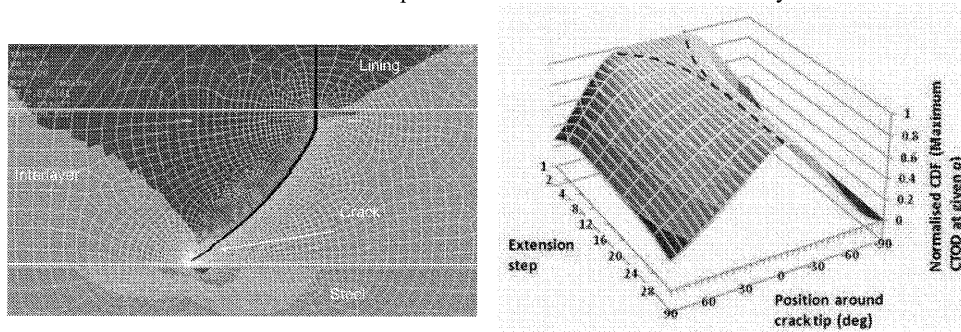 Lining
Interlayer
Crack
Steel
1
0.8
0.6
0.4
0.2
0
Normalised CDF (Maximum
CTOD at given θ)
1
2
4
8
12
16
20
24
28
Extension
step
90
60
30
0
-30
-60
-90
Position around
crack tip (deg)